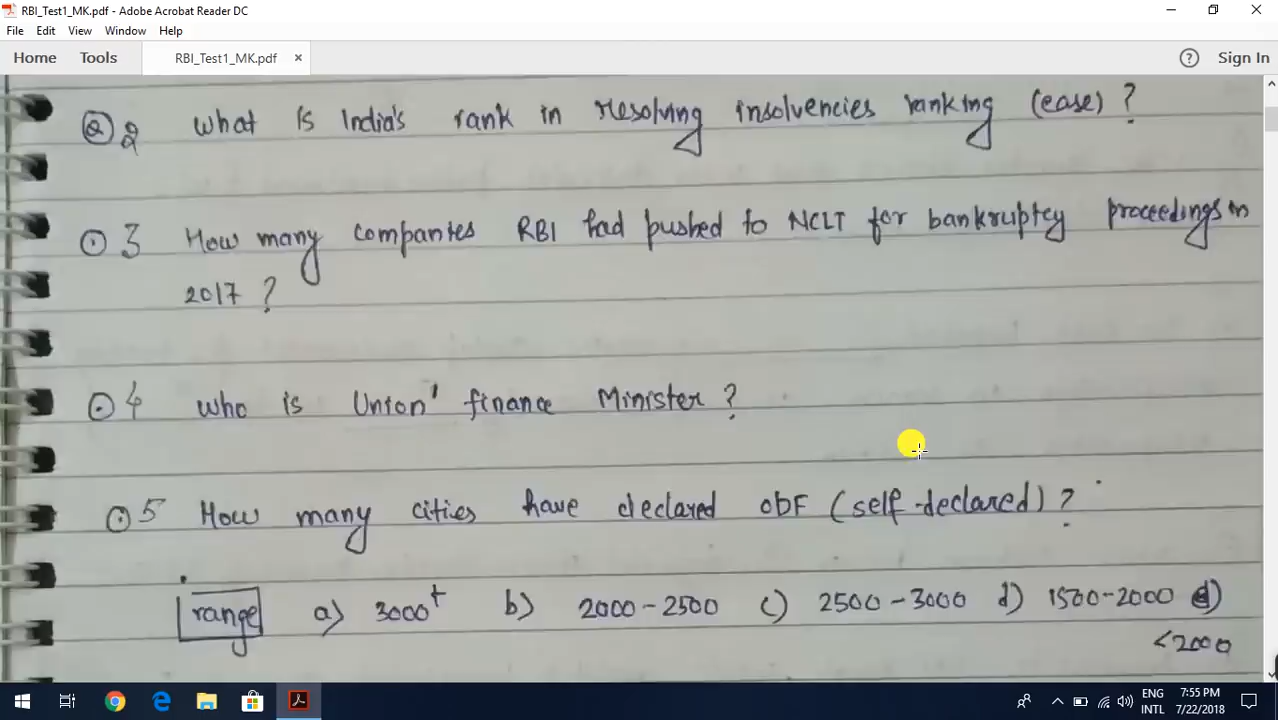 RBI_Test1_MK.pdf - Adobe Acrobat Reader DC
File Edit View Window Help
Home Tools RBI_Test1_MK.pdf × ? Sign In
Q 2 What is India's rank in resolving insolvencies ranking (ease) ?
Q 3 How many companies RBI had pushed to NCLT for bankruptcy proceedings in
2017 ?
Q 4 Who is Union' finance Minister ?
Q 5 How many cities have declared ODF (self-declared) ?
range a) 3000+ b) 2000-2500 c) 2500-3000 d) 1500-2000 e)
<2000
ENG 7:55 PM
INTL 7/22/2018